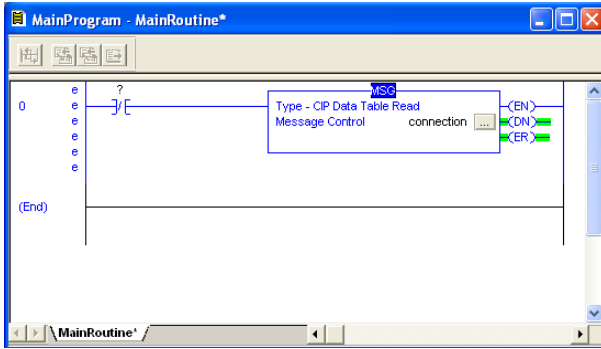 MainProgram - MainRoutine*
e
?
MSG
0
e
Type - CIP Data Table Read
(EN)
e
Message Control connection ...
(DN)
e
(ER)
e
e
(End)
MainRoutine*